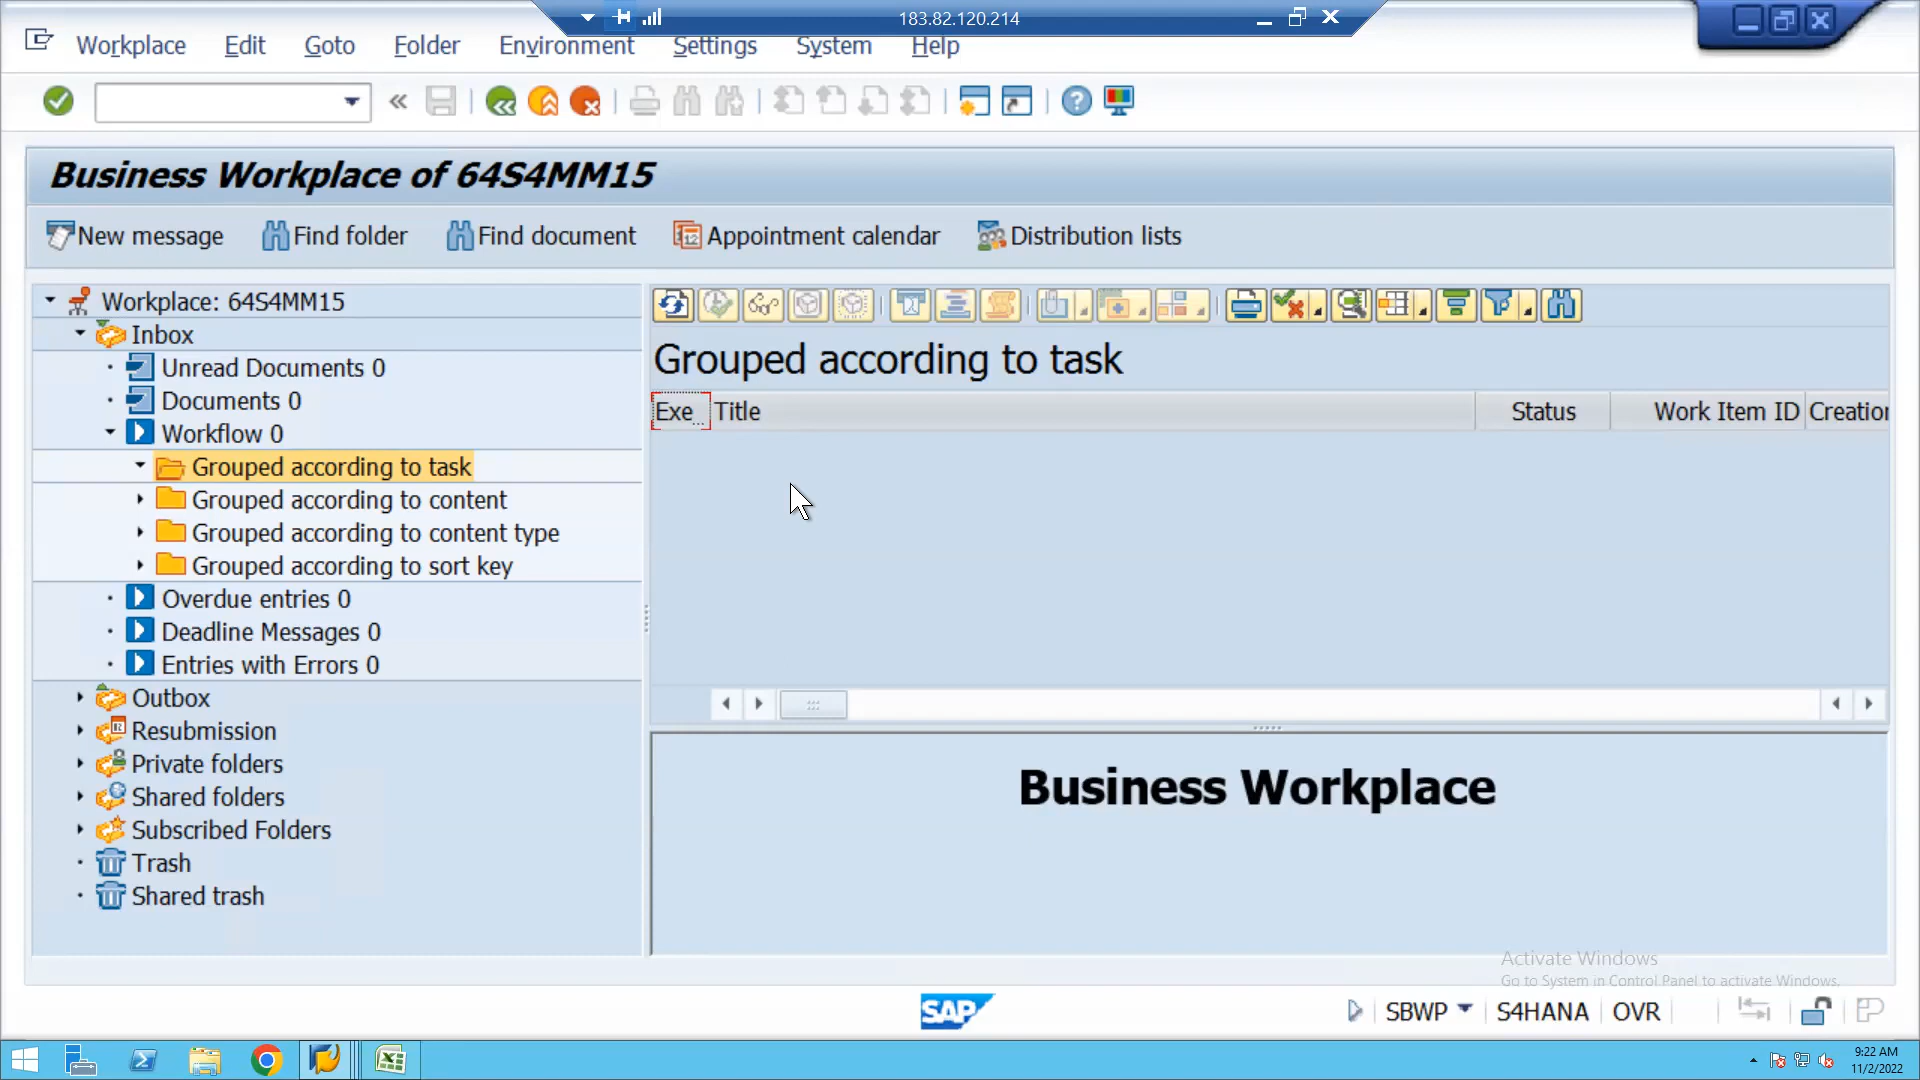 183.82.120.214
Workplace Edit Goto Folder Environment Settings System Help
Business Workplace of 64S4MM15
New message Find folder Find document Appointment calendar Distribution lists
Workplace: 64S4MM15
Inbox
Unread Documents 0
Documents 0
Workflow 0
Grouped according to task
Grouped according to content
Grouped according to content type
Grouped according to sort key
Overdue entries 0
Deadline Messages 0
Entries with Errors 0
Outbox
Resubmission
Private folders
Shared folders
Subscribed Folders
Trash
Shared trash
Grouped according to task
Exe... Title Status Work Item ID Creation
Business Workplace
Activate Windows
Go to System in Control Panel to activate Windows.
SAP SBWP S4HANA OVR
9:22 AM
11/2/2022